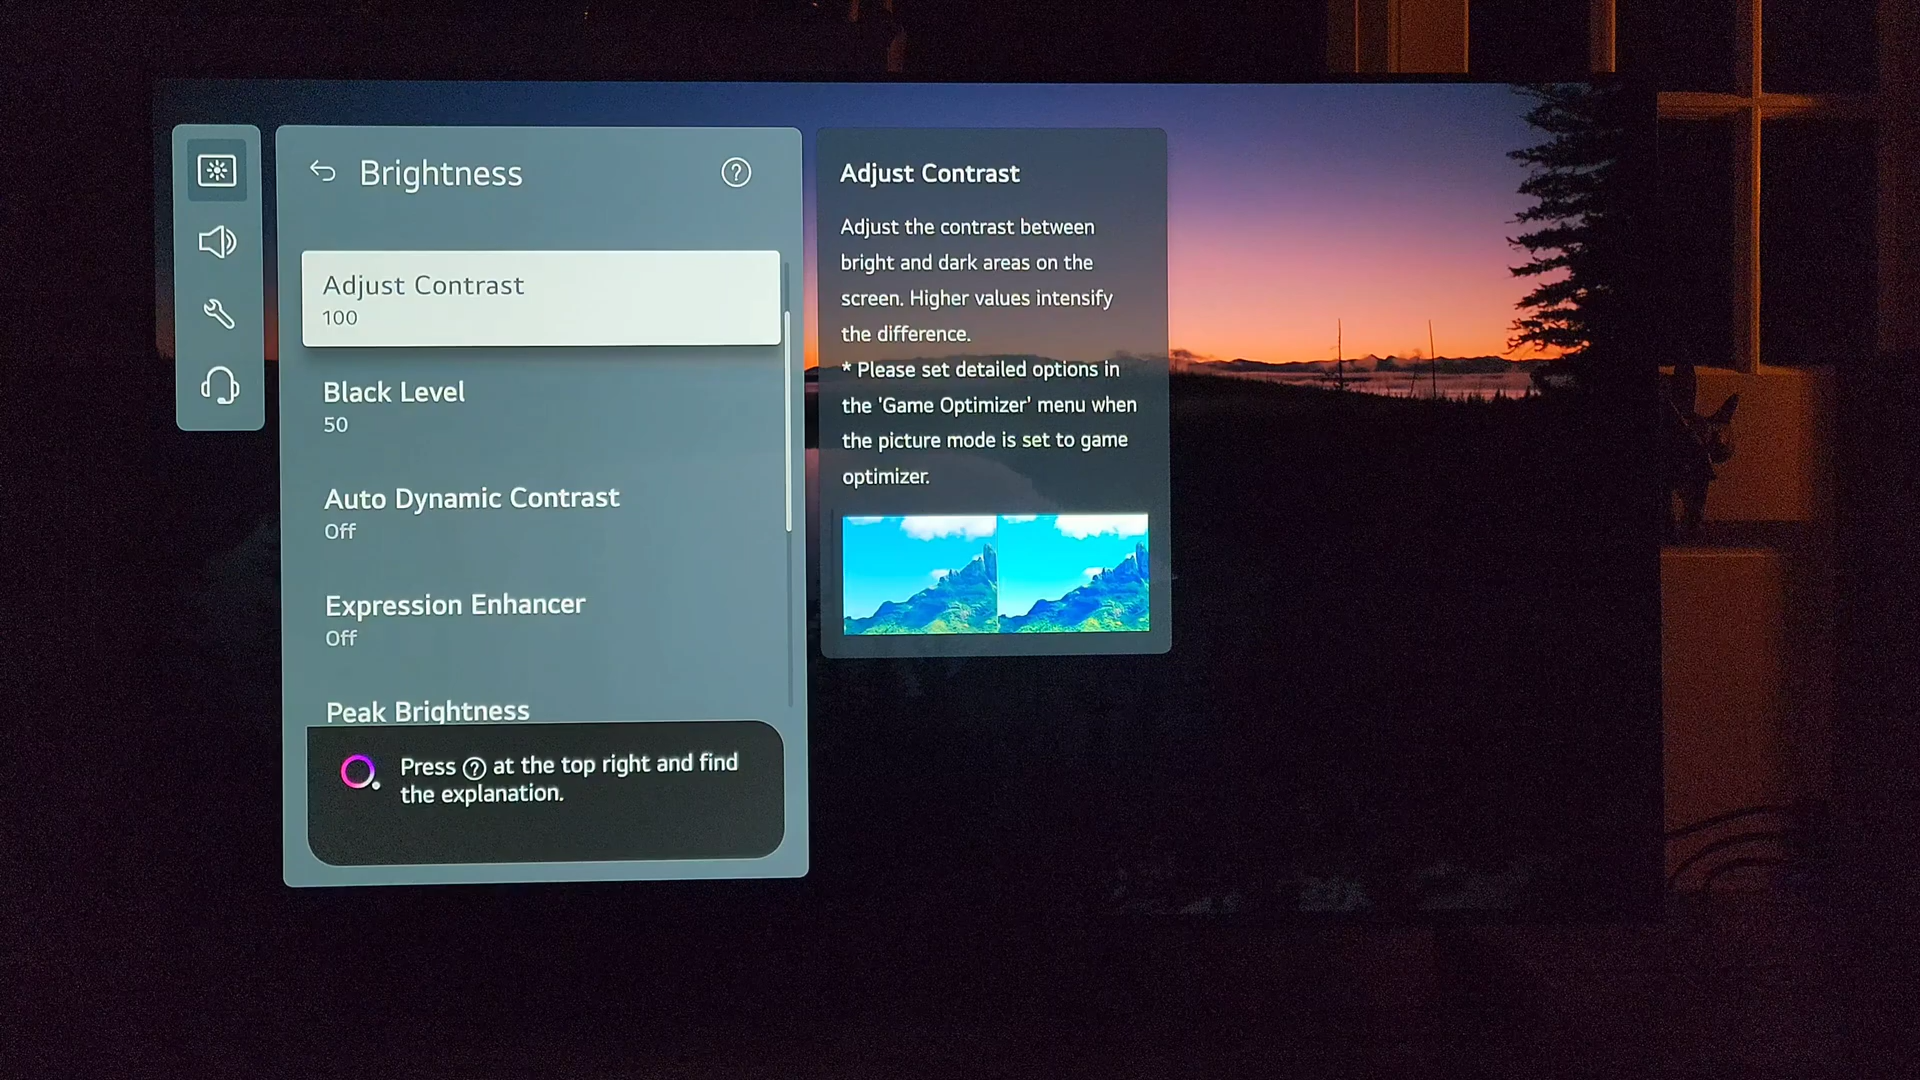 Brightness
Adjust Contrast
100
Black Level
50
Auto Dynamic Contrast
Off
Expression Enhancer
Off
Peak Brightness
Press ? at the top right and find
the explanation.
Adjust Contrast
Adjust the contrast between
bright and dark areas on the
screen. Higher values intensify
the difference.
* Please set detailed options in
the 'Game Optimizer' menu when
the picture mode is set to game
optimizer.